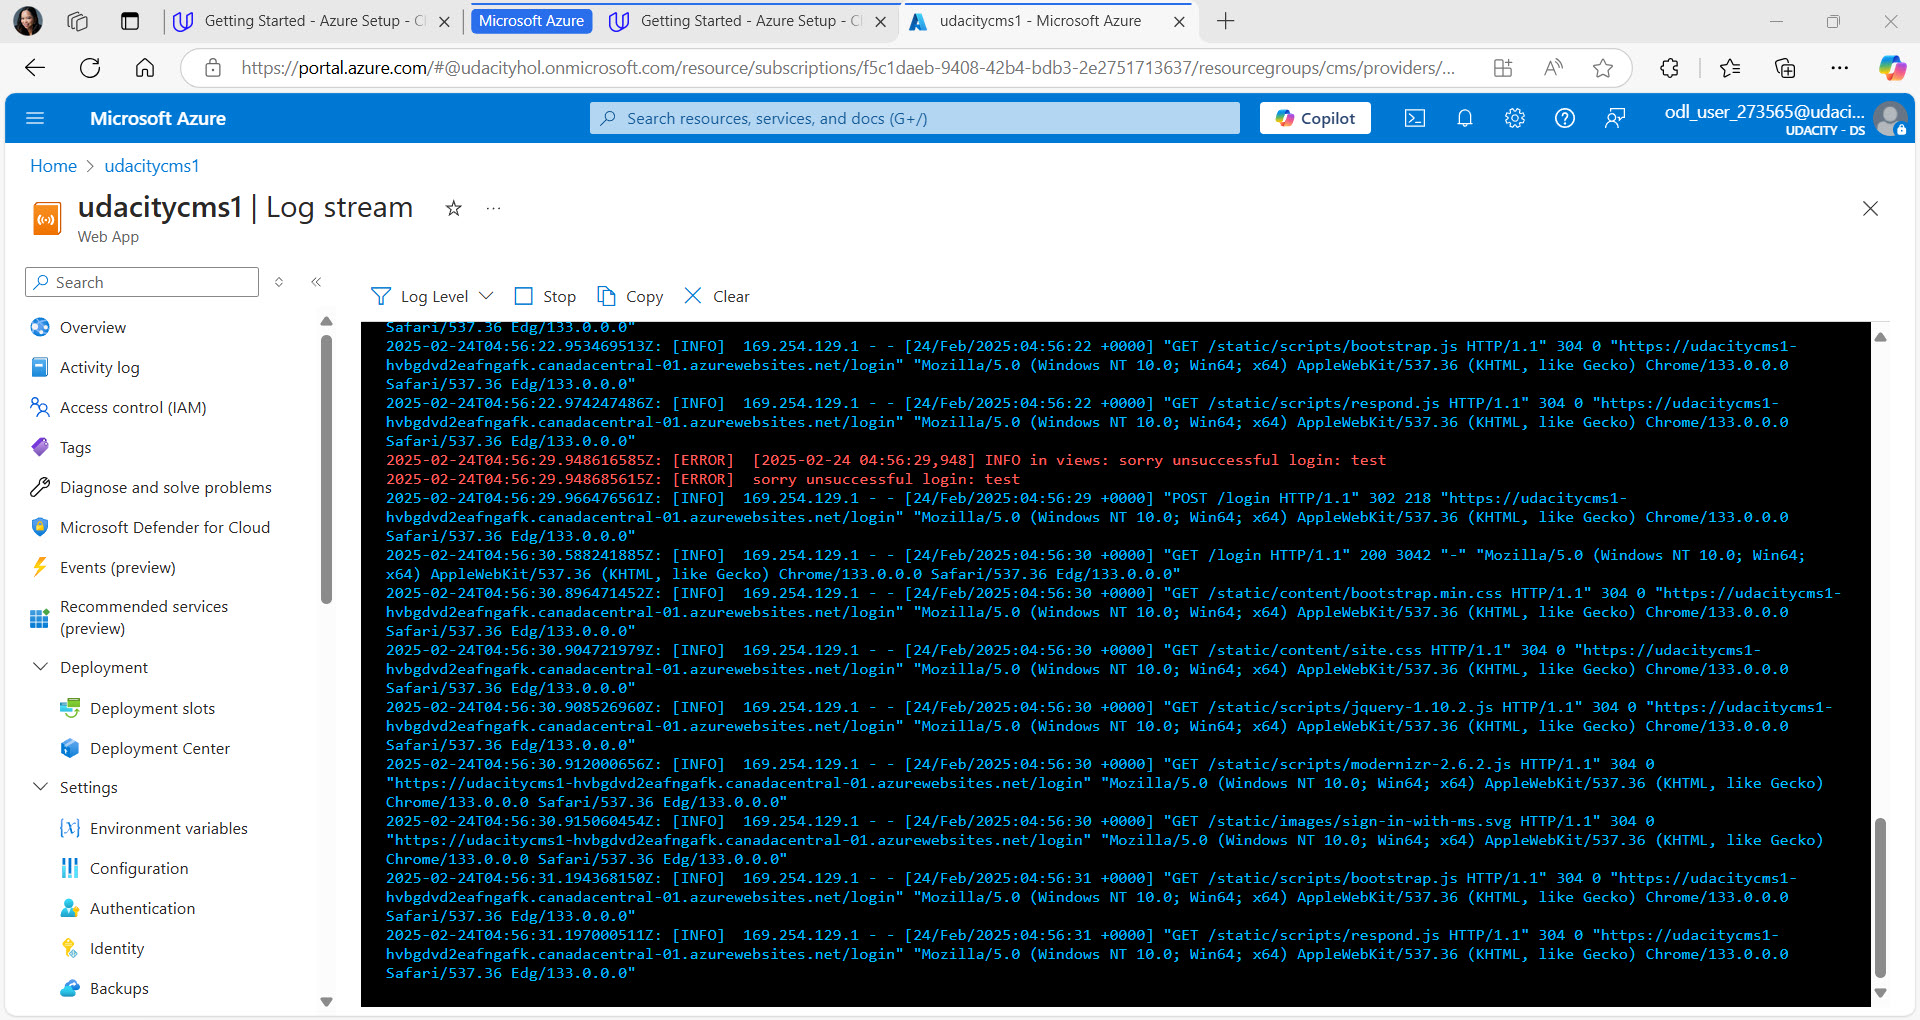 Getting Started - Azure Setup - Cl
Microsoft Azure
Getting Started - Azure Setup - Cl
udacitycms1 - Microsoft Azure
https://portal.azure.com/#@udacityhol.onmicrosoft.com/resource/subscriptions/f5c1daeb-9408-42b4-bdb3-2e2751713637/resourcegroups/cms/providers/...
Microsoft Azure
Search resources, services, and docs (G+/)
Copilot
odl_user_273565@udaci...
UDACITY - DS
Home > udacitycms1
udacitycms1 | Log stream
Web App
Search
Log Level
Stop
Copy
Clear
Overview
Activity log
Access control (IAM)
Tags
Diagnose and solve problems
Microsoft Defender for Cloud
Events (preview)
Recommended services
(preview)
Deployment
Deployment slots
Deployment Center
Settings
Environment variables
Configuration
Authentication
Identity
Backups
Safari/537.36 Edg/133.0.0.0"
2025-02-24T04:56:22.953469513Z: [INFO]  169.254.129.1 - - [24/Feb/2025:04:56:22 +0000] "GET /static/scripts/bootstrap.js HTTP/1.1" 304 0 "https://udacitycms1-
hvbgdvd2eafngafk.canadacentral-01.azurewebsites.net/login" "Mozilla/5.0 (Windows NT 10.0; Win64; x64) AppleWebKit/537.36 (KHTML, like Gecko) Chrome/133.0.0.0
Safari/537.36 Edg/133.0.0.0"
2025-02-24T04:56:22.974247486Z: [INFO]  169.254.129.1 - - [24/Feb/2025:04:56:22 +0000] "GET /static/scripts/respond.js HTTP/1.1" 304 0 "https://udacitycms1-
hvbgdvd2eafngafk.canadacentral-01.azurewebsites.net/login" "Mozilla/5.0 (Windows NT 10.0; Win64; x64) AppleWebKit/537.36 (KHTML, like Gecko) Chrome/133.0.0.0
Safari/537.36 Edg/133.0.0.0"
2025-02-24T04:56:29.948616585Z: [ERROR]  [2025-02-24 04:56:29,948] INFO in views: sorry unsuccessful login: test
2025-02-24T04:56:29.948685615Z: [ERROR]  sorry unsuccessful login: test
2025-02-24T04:56:29.966476561Z: [INFO]  169.254.129.1 - - [24/Feb/2025:04:56:29 +0000] "POST /login HTTP/1.1" 302 218 "https://udacitycms1-
hvbgdvd2eafngafk.canadacentral-01.azurewebsites.net/login" "Mozilla/5.0 (Windows NT 10.0; Win64; x64) AppleWebKit/537.36 (KHTML, like Gecko) Chrome/133.0.0.0
Safari/537.36 Edg/133.0.0.0"
2025-02-24T04:56:30.588241885Z: [INFO]  169.254.129.1 - - [24/Feb/2025:04:56:30 +0000] "GET /login HTTP/1.1" 200 3042 "-" "Mozilla/5.0 (Windows NT 10.0; Win64;
x64) AppleWebKit/537.36 (KHTML, like Gecko) Chrome/133.0.0.0 Safari/537.36 Edg/133.0.0.0"
2025-02-24T04:56:30.896471452Z: [INFO]  169.254.129.1 - - [24/Feb/2025:04:56:30 +0000] "GET /static/content/bootstrap.min.css HTTP/1.1" 304 0 "https://udacitycms1-
hvbgdvd2eafngafk.canadacentral-01.azurewebsites.net/login" "Mozilla/5.0 (Windows NT 10.0; Win64; x64) AppleWebKit/537.36 (KHTML, like Gecko) Chrome/133.0.0.0
Safari/537.36 Edg/133.0.0.0"
2025-02-24T04:56:30.904721979Z: [INFO]  169.254.129.1 - - [24/Feb/2025:04:56:30 +0000] "GET /static/content/site.css HTTP/1.1" 304 0 "https://udacitycms1-
hvbgdvd2eafngafk.canadacentral-01.azurewebsites.net/login" "Mozilla/5.0 (Windows NT 10.0; Win64; x64) AppleWebKit/537.36 (KHTML, like Gecko) Chrome/133.0.0.0
Safari/537.36 Edg/133.0.0.0"
2025-02-24T04:56:30.908526960Z: [INFO]  169.254.129.1 - - [24/Feb/2025:04:56:30 +0000] "GET /static/scripts/jquery-1.10.2.js HTTP/1.1" 304 0 "https://udacitycms1-
hvbgdvd2eafngafk.canadacentral-01.azurewebsites.net/login" "Mozilla/5.0 (Windows NT 10.0; Win64; x64) AppleWebKit/537.36 (KHTML, like Gecko) Chrome/133.0.0.0
Safari/537.36 Edg/133.0.0.0"
2025-02-24T04:56:30.912000656Z: [INFO]  169.254.129.1 - - [24/Feb/2025:04:56:30 +0000] "GET /static/scripts/modernizr-2.6.2.js HTTP/1.1" 304 0
"https://udacitycms1-hvbgdvd2eafngafk.canadacentral-01.azurewebsites.net/login" "Mozilla/5.0 (Windows NT 10.0; Win64; x64) AppleWebKit/537.36 (KHTML, like Gecko)
Chrome/133.0.0.0 Safari/537.36 Edg/133.0.0.0"
2025-02-24T04:56:30.915060454Z: [INFO]  169.254.129.1 - - [24/Feb/2025:04:56:30 +0000] "GET /static/images/sign-in-with-ms.svg HTTP/1.1" 304 0
"https://udacitycms1-hvbgdvd2eafngafk.canadacentral-01.azurewebsites.net/login" "Mozilla/5.0 (Windows NT 10.0; Win64; x64) AppleWebKit/537.36 (KHTML, like Gecko)
Chrome/133.0.0.0 Safari/537.36 Edg/133.0.0.0"
2025-02-24T04:56:31.194368150Z: [INFO]  169.254.129.1 - - [24/Feb/2025:04:56:31 +0000] "GET /static/scripts/bootstrap.js HTTP/1.1" 304 0 "https://udacitycms1-
hvbgdvd2eafngafk.canadacentral-01.azurewebsites.net/login" "Mozilla/5.0 (Windows NT 10.0; Win64; x64) AppleWebKit/537.36 (KHTML, like Gecko) Chrome/133.0.0.0
Safari/537.36 Edg/133.0.0.0"
2025-02-24T04:56:31.197000511Z: [INFO]  169.254.129.1 - - [24/Feb/2025:04:56:31 +0000] "GET /static/scripts/respond.js HTTP/1.1" 304 0 "https://udacitycms1-
hvbgdvd2eafngafk.canadacentral-01.azurewebsites.net/login" "Mozilla/5.0 (Windows NT 10.0; Win64; x64) AppleWebKit/537.36 (KHTML, like Gecko) Chrome/133.0.0.0
Safari/537.36 Edg/133.0.0.0"